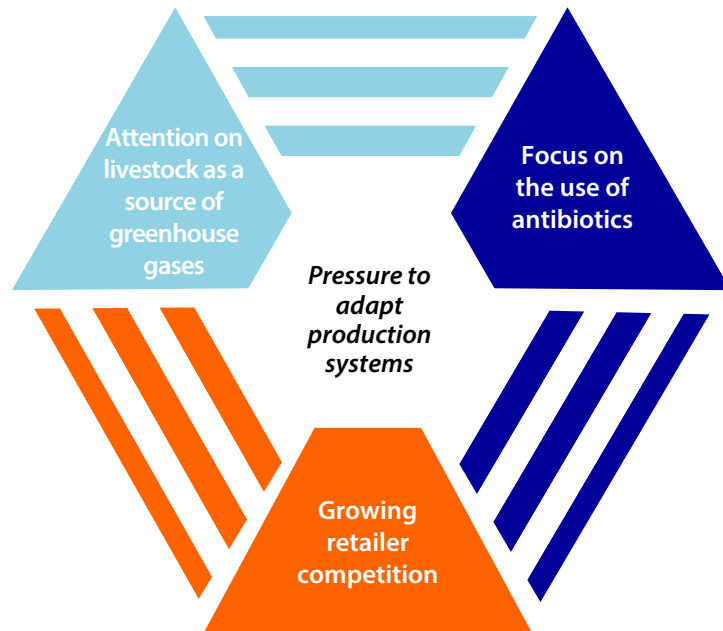 Attention on
livestock as a
source of
greenhouse
gases
Focus on
the use of
antibiotics
Pressure to
adapt
production
systems
Growing
retailer
competition